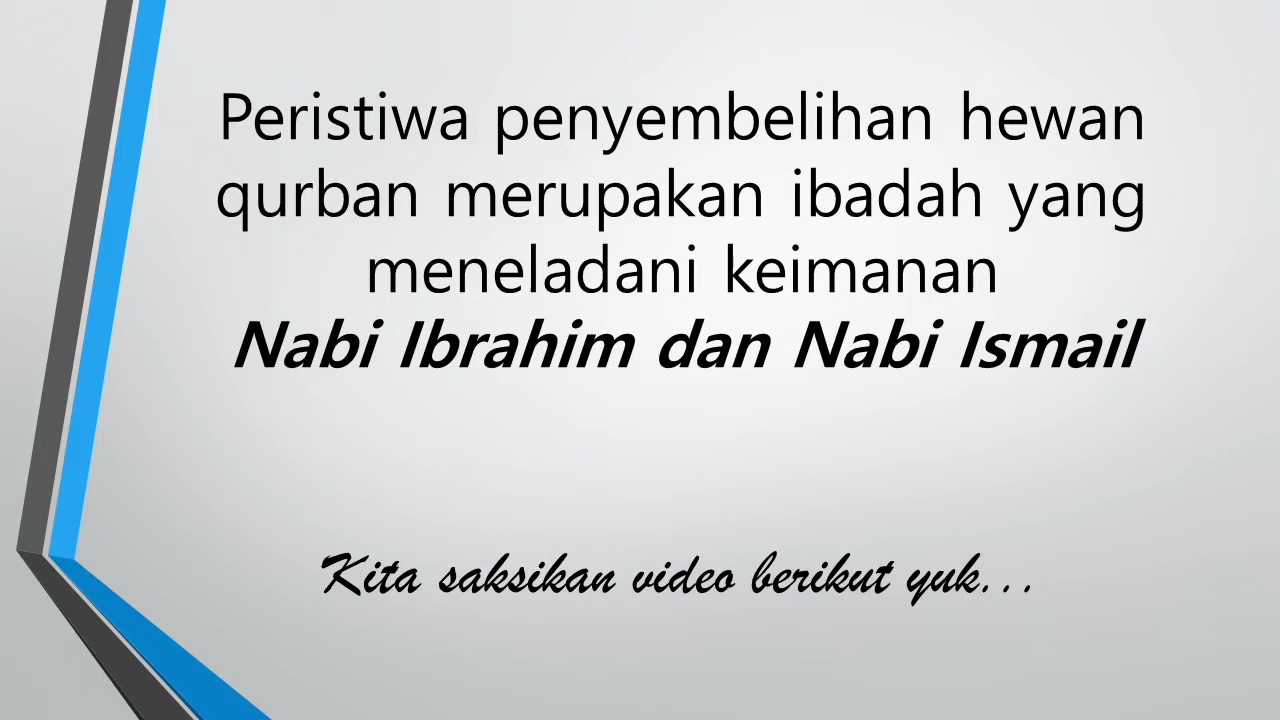 Peristiwa penyembelihan hewan
qurban merupakan ibadah yang
meneladani keimanan
Nabi Ibrahim dan Nabi Ismail
Kita saksikan video berikut yuk...